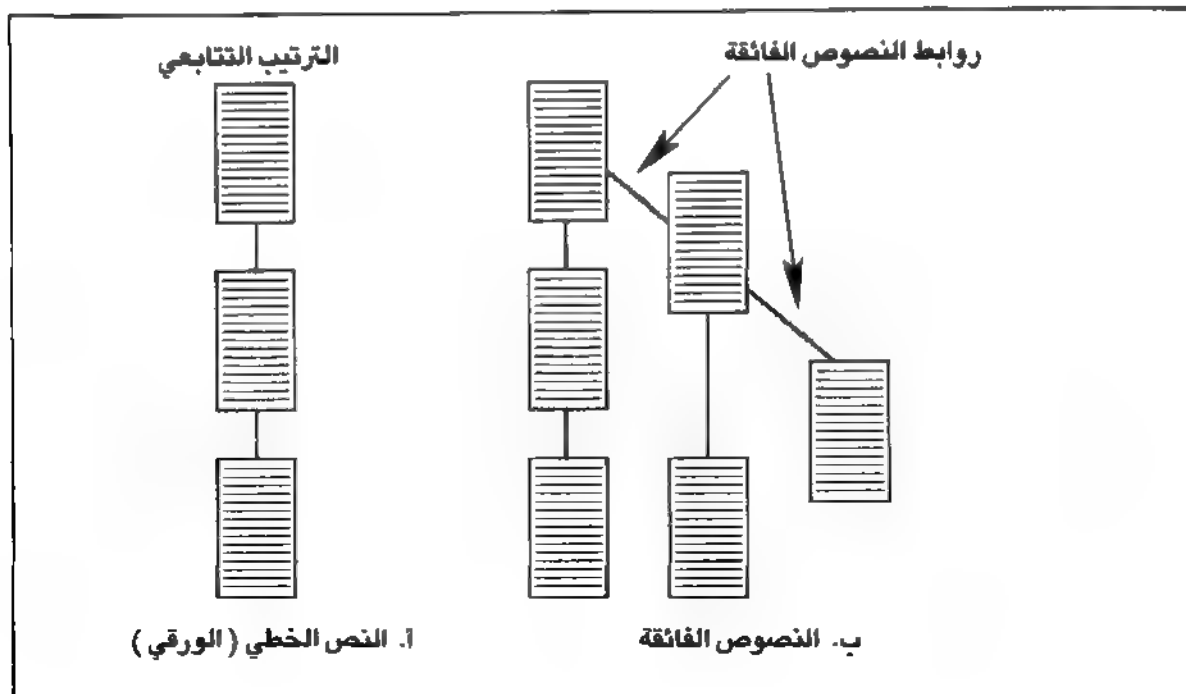 روابط النصوص الفائقة
الترتيب التتابعي
أ. النص الخطي ( الورقي )
ب. النصوص الفائقة